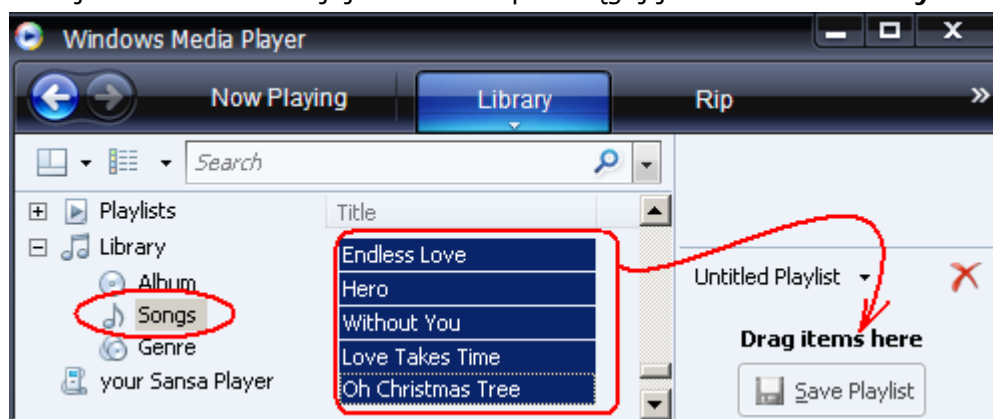 Windows Media Player
Now Playing Library Rip »
Search
Playlists
Library
Album
Songs
Genre
your Sansa Player
Title
Endless Love
Hero
Without You
Love Takes Time
Oh Christmas Tree
Untitled Playlist
Drag items here
Save Playlist